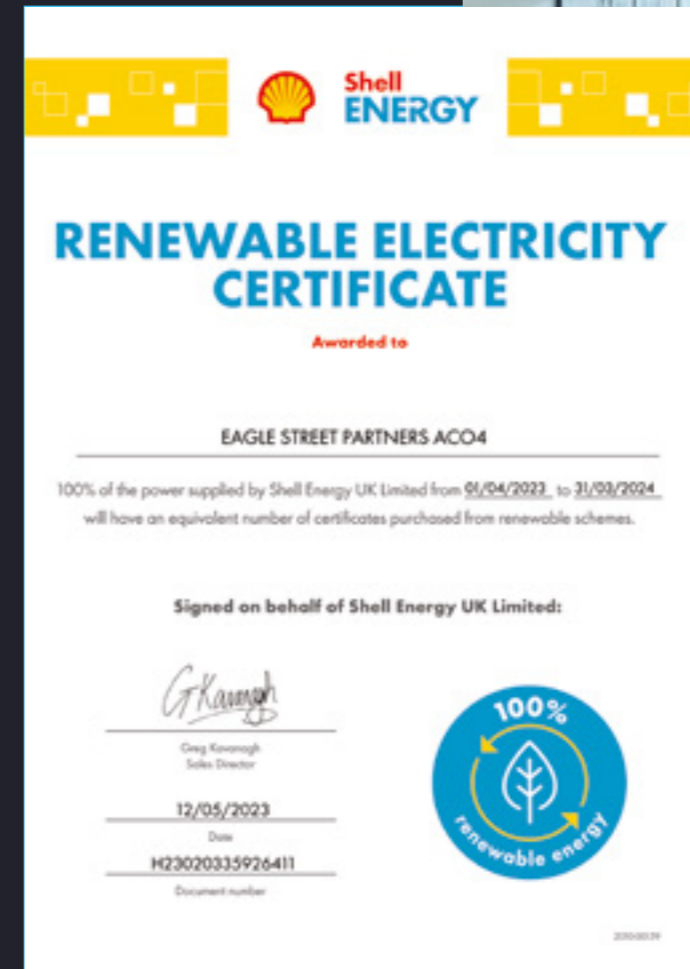 Shell
ENERGY
RENEWABLE ELECTRICITY
CERTIFICATE
Awarded to
EAGLE STREET PARTNERS ACO4
100% of the power supplied by Shell Energy UK Limited from 01/04/2023 to 31/03/2024
will have an equivalent number of certificates purchased from renewable schemes.
Signed on behalf of Shell Energy UK Limited:
GKavanagh
Greg Kavanagh
Sales Director
12/05/2023
Date
H23020335926411
Document number
100%
renewable energy